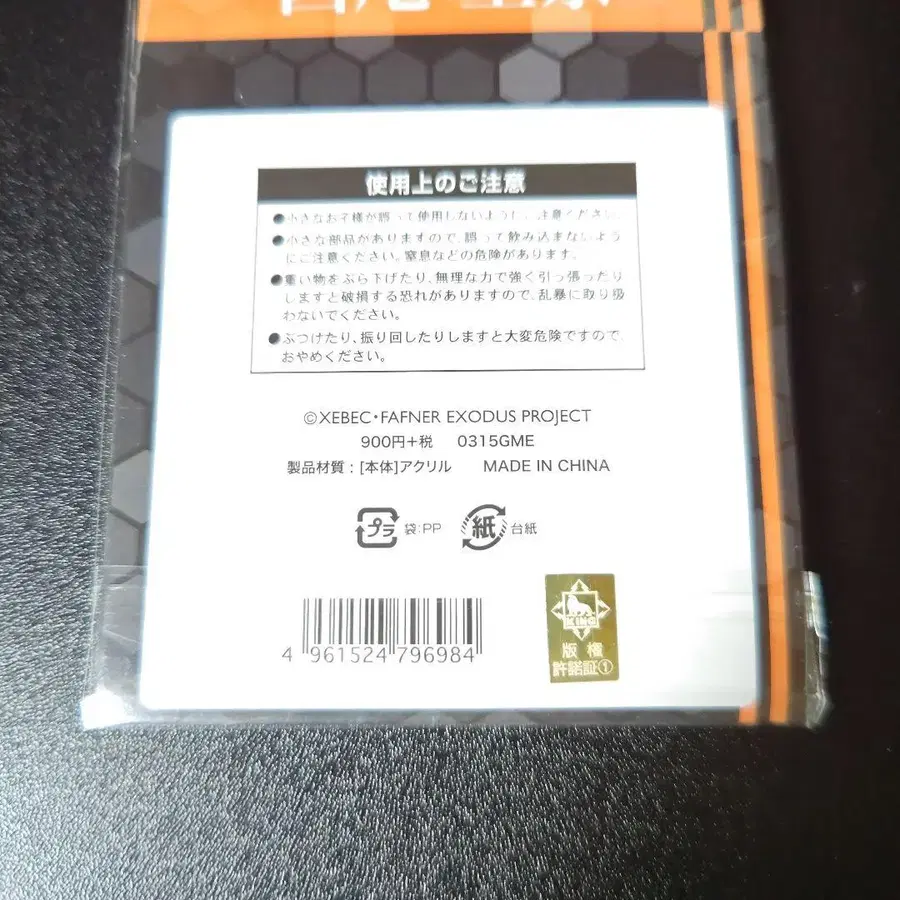 使用上のご注意
●小さなお子様が誤って使用しないようにご注意ください。
●小さな部品がありますので、誤って飲み込まないよう
にご注意ください。窒息などの危険があります。
●重い物をぶら下げたり、無理な力で強く引っ張ったり
しますと破損する恐れがありますので、乱暴に取り扱
わないでください。
●ぶつけたり、振り回したりしますと大変危険ですので、
おやめください。
©XEBEC・FAFNER EXODUS PROJECT
900円+税 0315GME
製品材質：[本体]アクリル MADE IN CHINA
プラ 袋:PP 紙 台紙
KING
版権
許諾証①
4 961524 796984